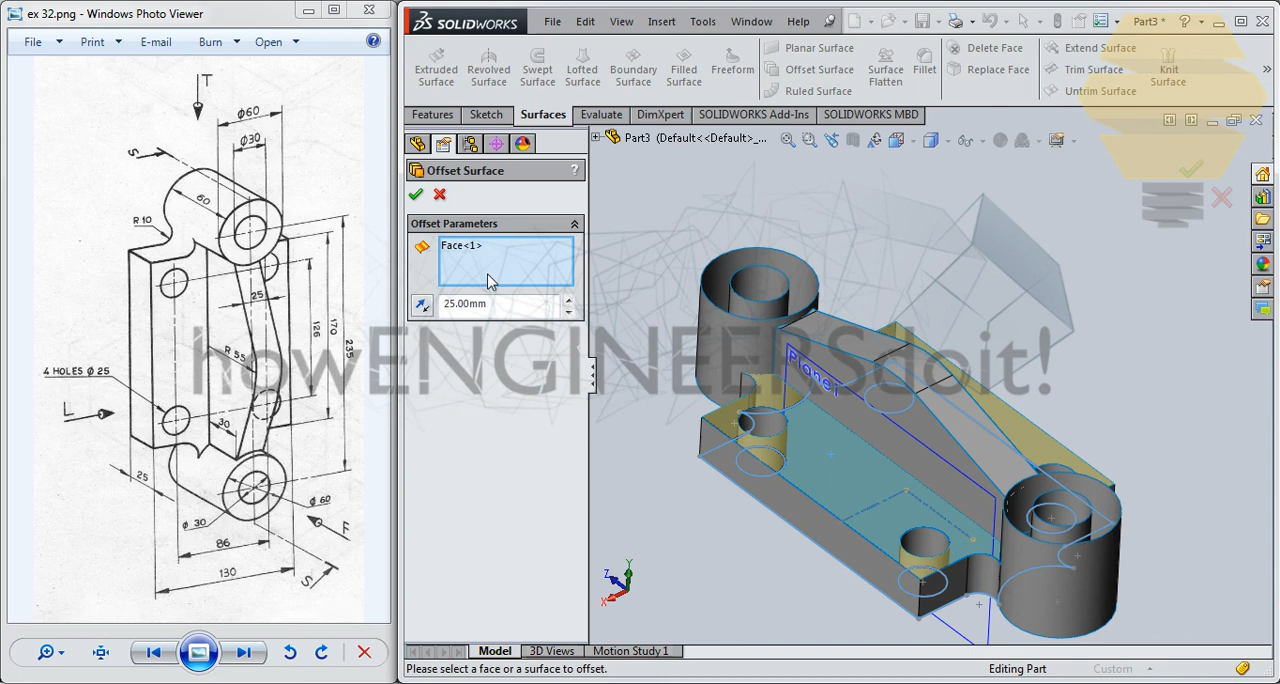 ex 32.png - Windows Photo Viewer
File Print E-mail Burn Open
T
φ60
φ30
S
60
R 10
25
126
170
235
R 55
4 HOLES Ø 25
L
30
25
φ 60
φ 30
F
86
130
S
SOLIDWORKS File Edit View Insert Tools Window Help Part3 * ?
Extruded Surface
Revolved Surface
Swept Surface
Lofted Surface
Boundary Surface
Filled Surface
Freeform
Planar Surface
Offset Surface
Ruled Surface
Surface Flatten
Fillet
Delete Face
Replace Face
Extend Surface
Trim Surface
Untrim Surface
Knit Surface
Features Sketch Surfaces Evaluate DimXpert SOLIDWORKS Add-Ins SOLIDWORKS MBD
Part3 (Default<<Default>_...
Offset Surface ?
Offset Parameters
Face<1>
25.00mm
Plane1
howENGINEERSdoit!
Y
Z
X
Model 3D Views Motion Study 1
Please select a face or a surface to offset. Editing Part Custom